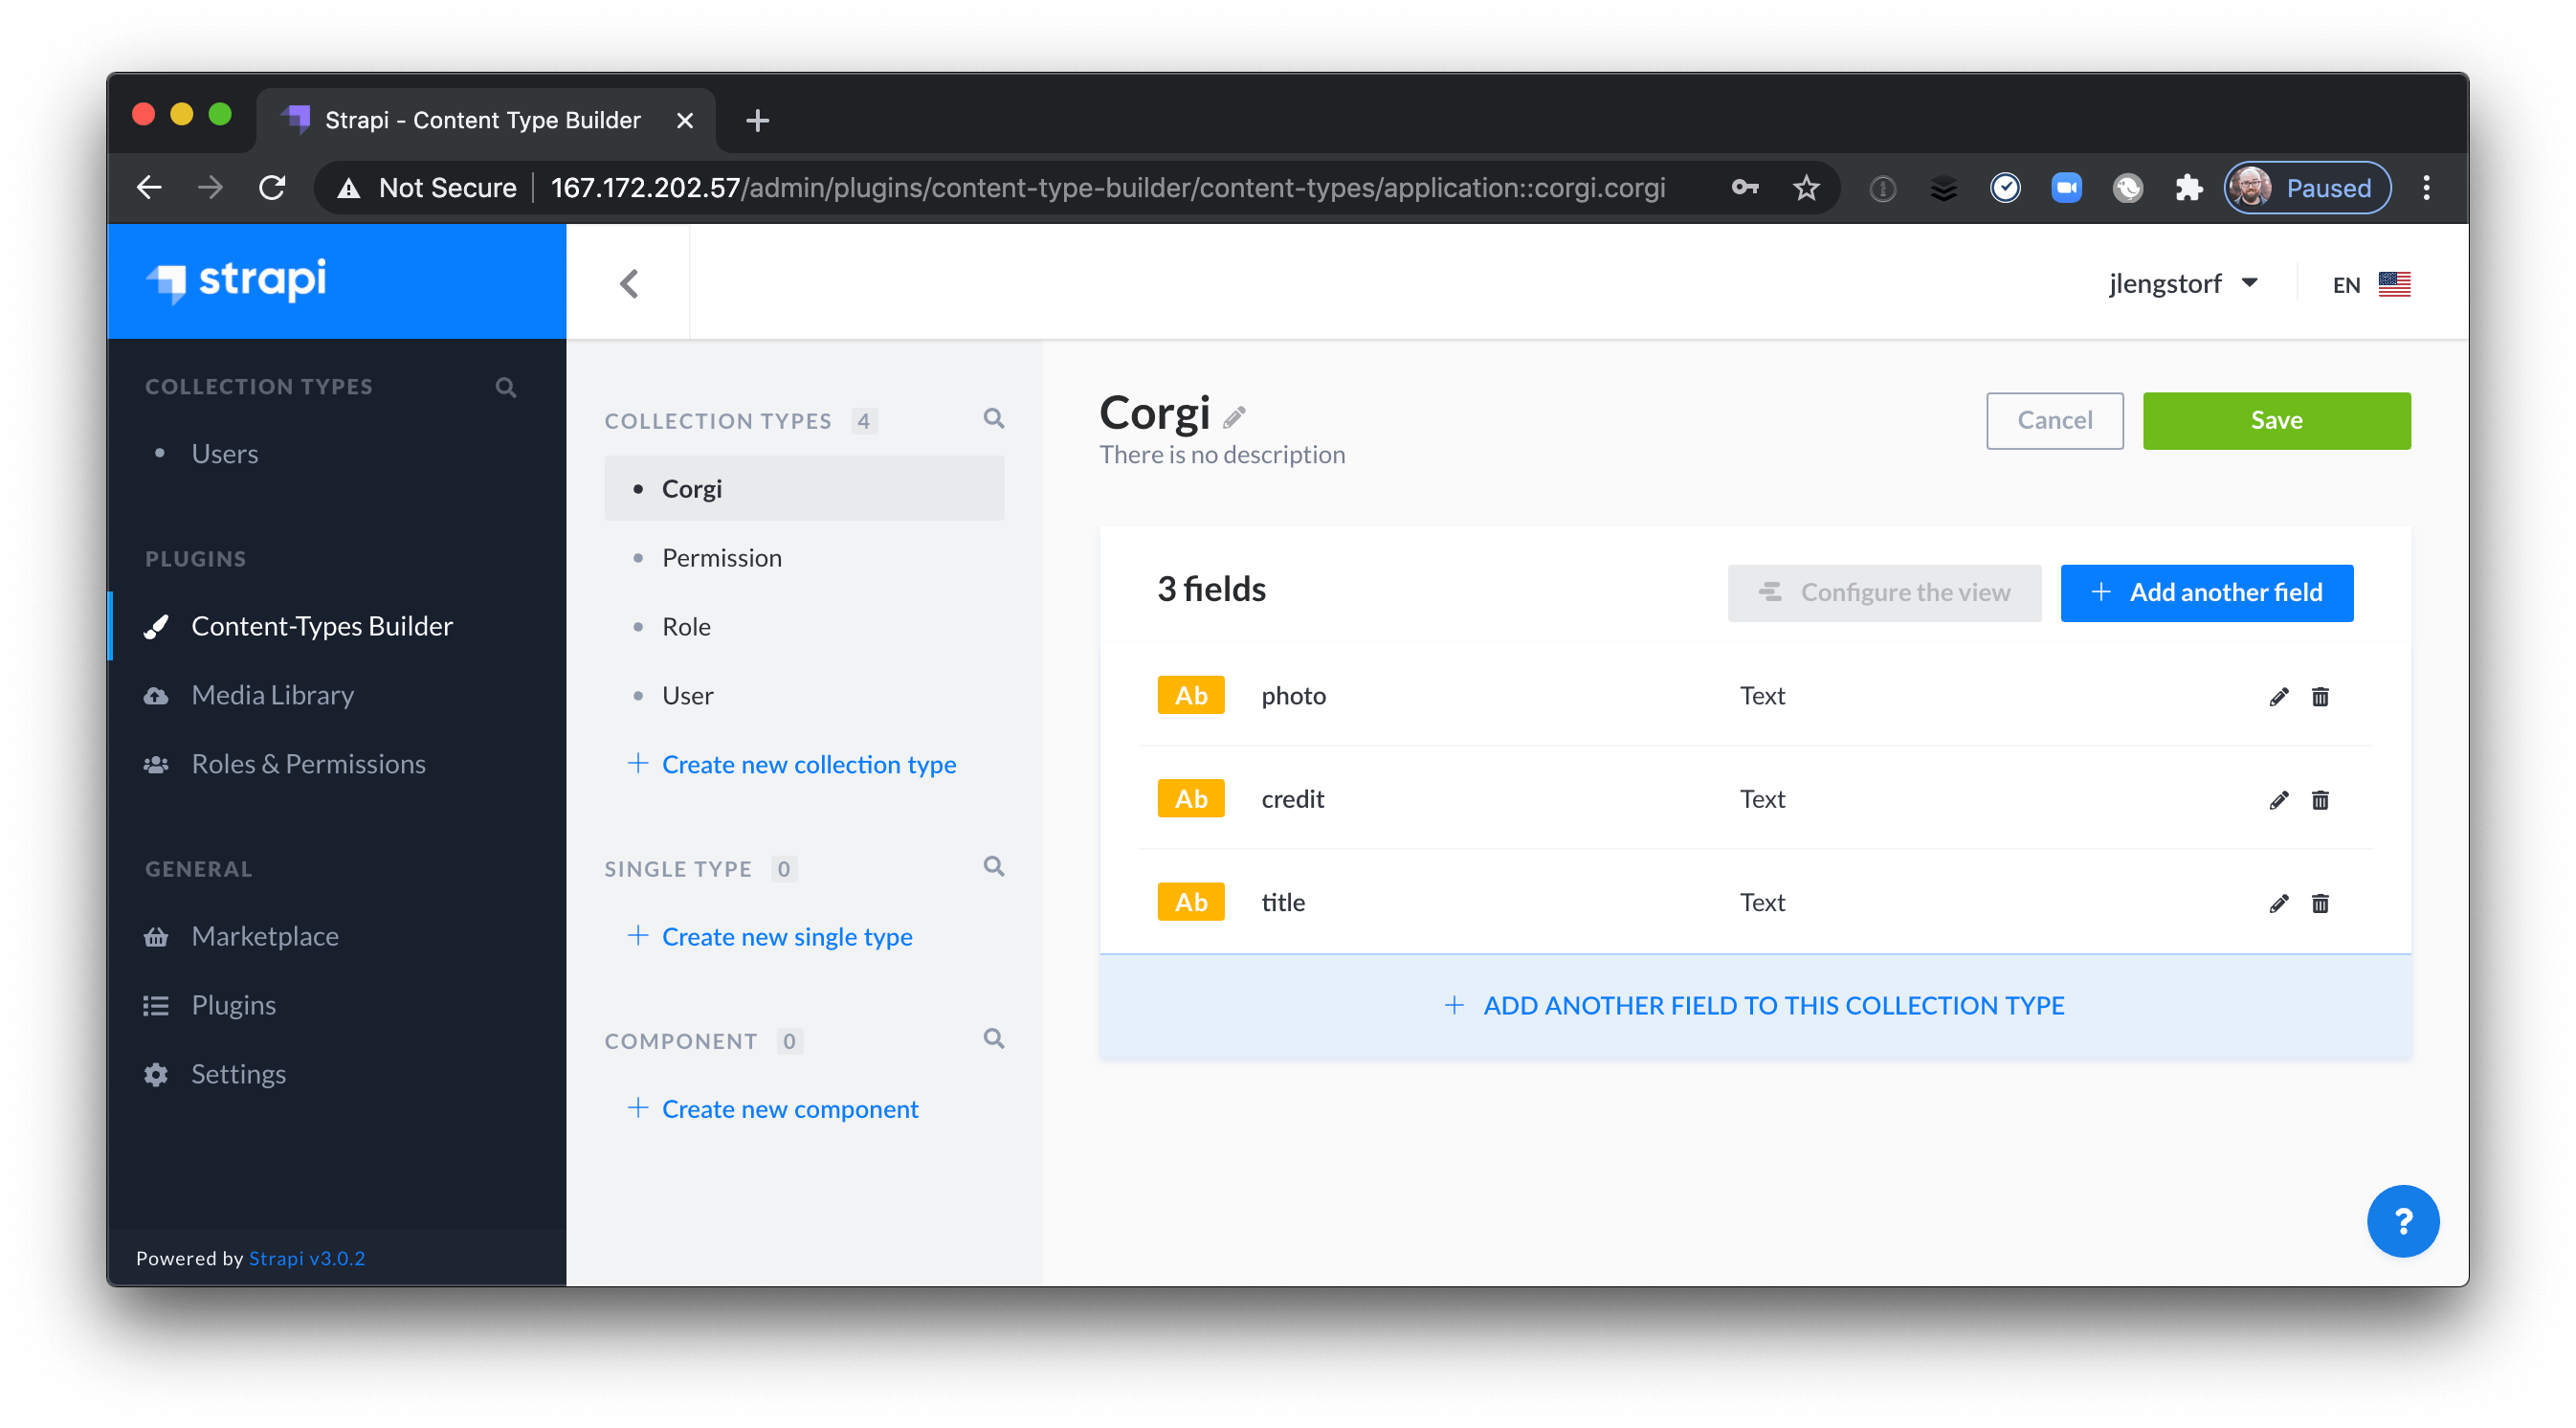 Strapi - Content Type Builder
Not Secure 167.172.202.57/admin/plugins/content-type-builder/content-types/application::corgi.corgi
Paused
strapi
jlengstorf
EN
COLLECTION TYPES
Users
PLUGINS
Content-Types Builder
Media Library
Roles & Permissions
GENERAL
Marketplace
Plugins
Settings
Powered by Strapi v3.0.2
COLLECTION TYPES 4
Corgi
Permission
Role
User
+ Create new collection type
SINGLE TYPE 0
+ Create new single type
COMPONENT 0
+ Create new component
Corgi
There is no description
Cancel
Save
3 fields
Configure the view
+ Add another field
Ab photo Text
Ab credit Text
Ab title Text
+ ADD ANOTHER FIELD TO THIS COLLECTION TYPE
?